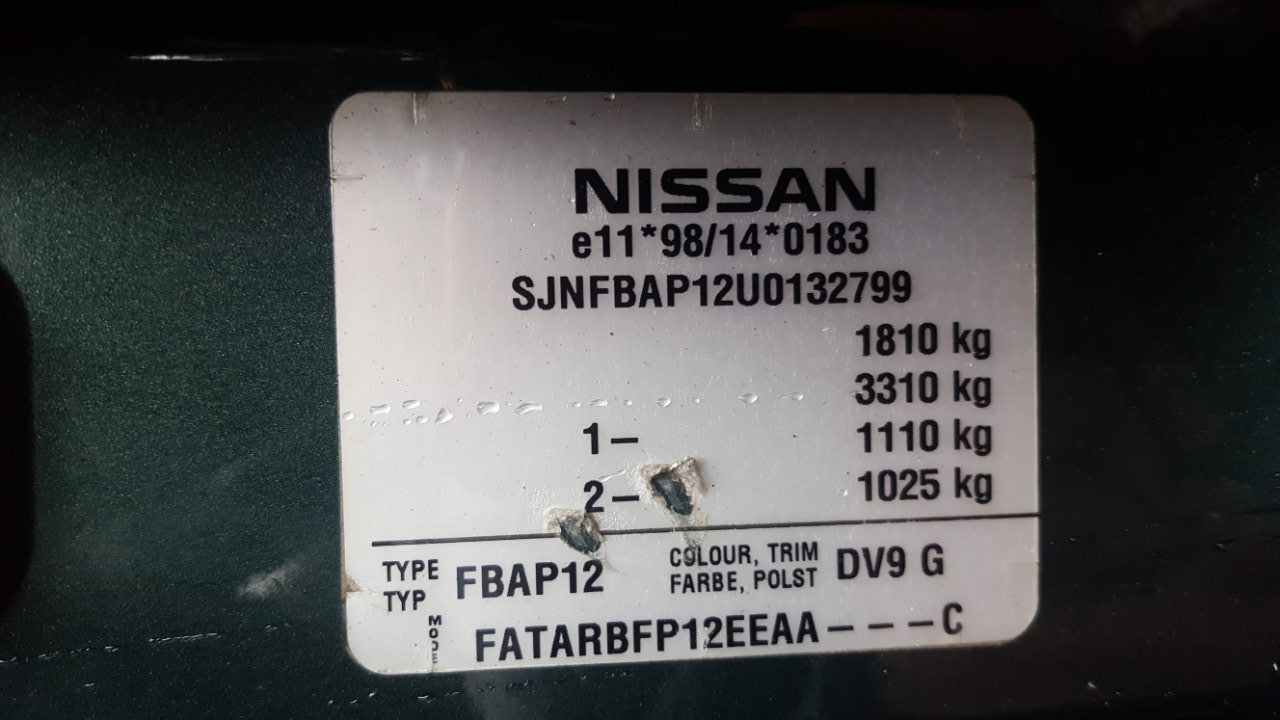 NISSAN
e11*98/14*0183
SJNFBAP12U0132799
1810 kg
3310 kg
1– 1110 kg
2– 1025 kg
TYPE TYP FBAP12 COLOUR, TRIM FARBE, POLST DV9 G
FATARBFP12EEAA– – –C